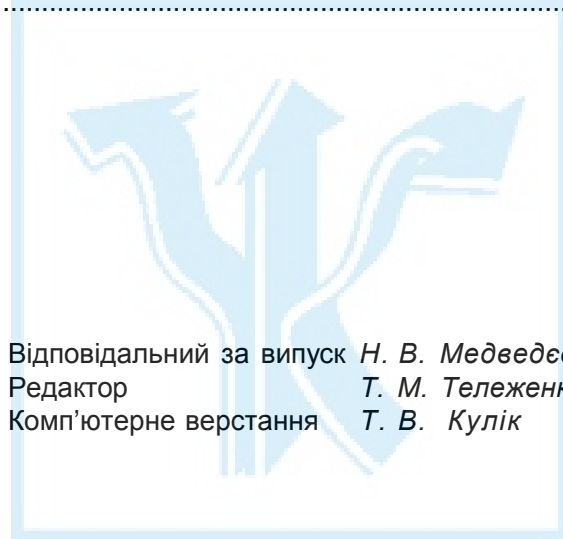 Відповідальний за випуск Н. В.
Редактор Т. М.
Комп’ютерне верстання Т. В. Кулік